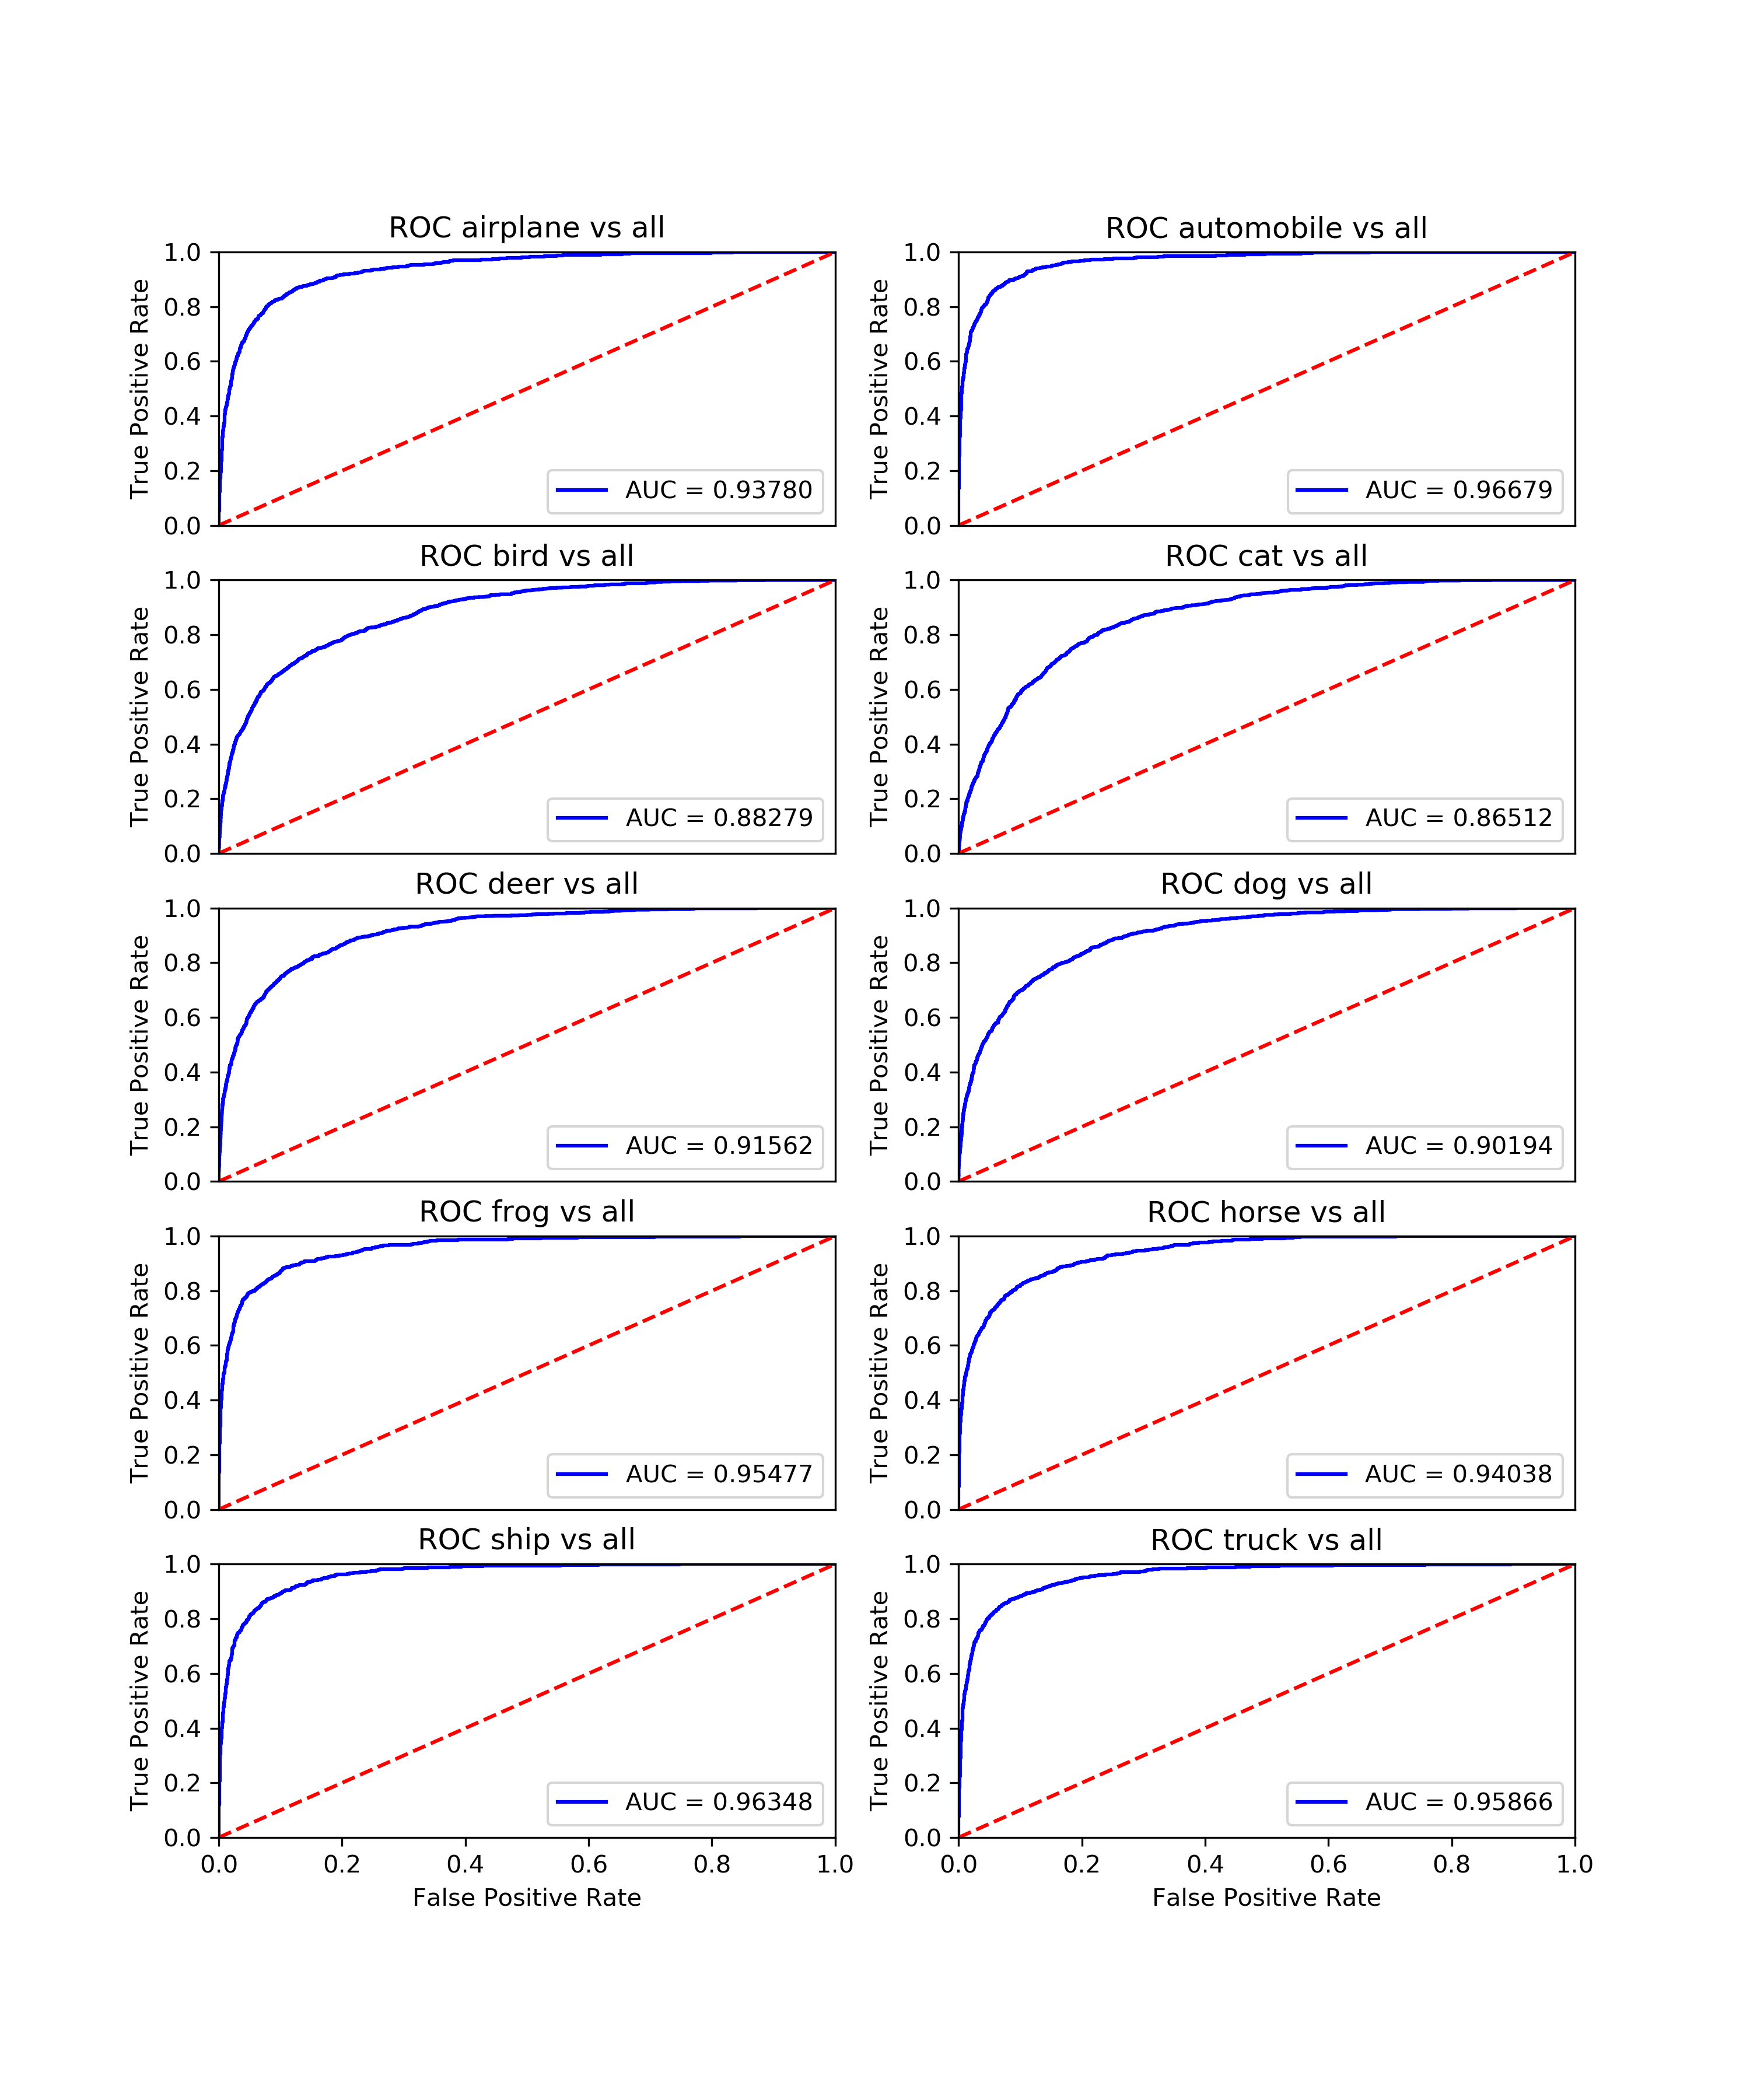 ROC airplane vs all
True Positive Rate
1.0
0.8
0.6
0.4
0.2
0.0
AUC = 0.93780
ROC automobile vs all
True Positive Rate
1.0
0.8
0.6
0.4
0.2
0.0
AUC = 0.96679
ROC bird vs all
True Positive Rate
1.0
0.8
0.6
0.4
0.2
0.0
AUC = 0.88279
ROC cat vs all
True Positive Rate
1.0
0.8
0.6
0.4
0.2
0.0
AUC = 0.86512
ROC deer vs all
True Positive Rate
1.0
0.8
0.6
0.4
0.2
0.0
AUC = 0.91562
ROC dog vs all
True Positive Rate
1.0
0.8
0.6
0.4
0.2
0.0
AUC = 0.90194
ROC frog vs all
True Positive Rate
1.0
0.8
0.6
0.4
0.2
0.0
AUC = 0.95477
ROC horse vs all
True Positive Rate
1.0
0.8
0.6
0.4
0.2
0.0
AUC = 0.94038
ROC ship vs all
True Positive Rate
1.0
0.8
0.6
0.4
0.2
0.0
AUC = 0.96348
0.0 0.2 0.4 0.6 0.8 1.0
False Positive Rate
ROC truck vs all
True Positive Rate
1.0
0.8
0.6
0.4
0.2
0.0
AUC = 0.95866
0.0 0.2 0.4 0.6 0.8 1.0
False Positive Rate